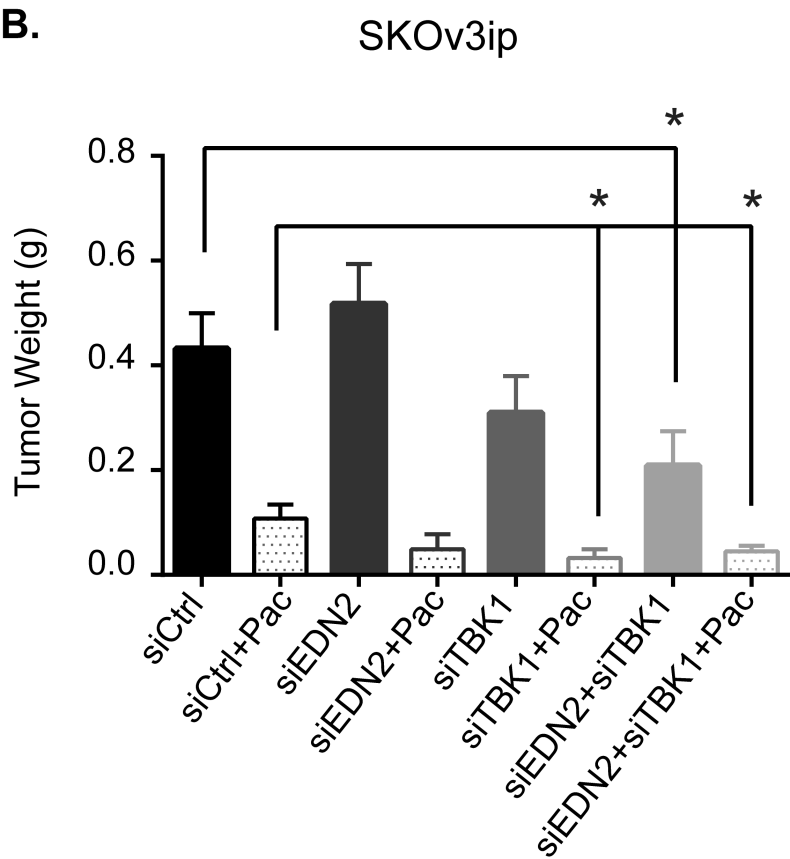 B.
SKOv3ip
*
* *
Tumor Weight (g)
0.8
0.6
0.4
0.2
0.0
siCtrl
siCtrl+Pac
siEDN2
siEDN2+Pac
siTBK1
siTBK1+Pac
siEDN2+siTBK1
siEDN2+siTBK1+Pac